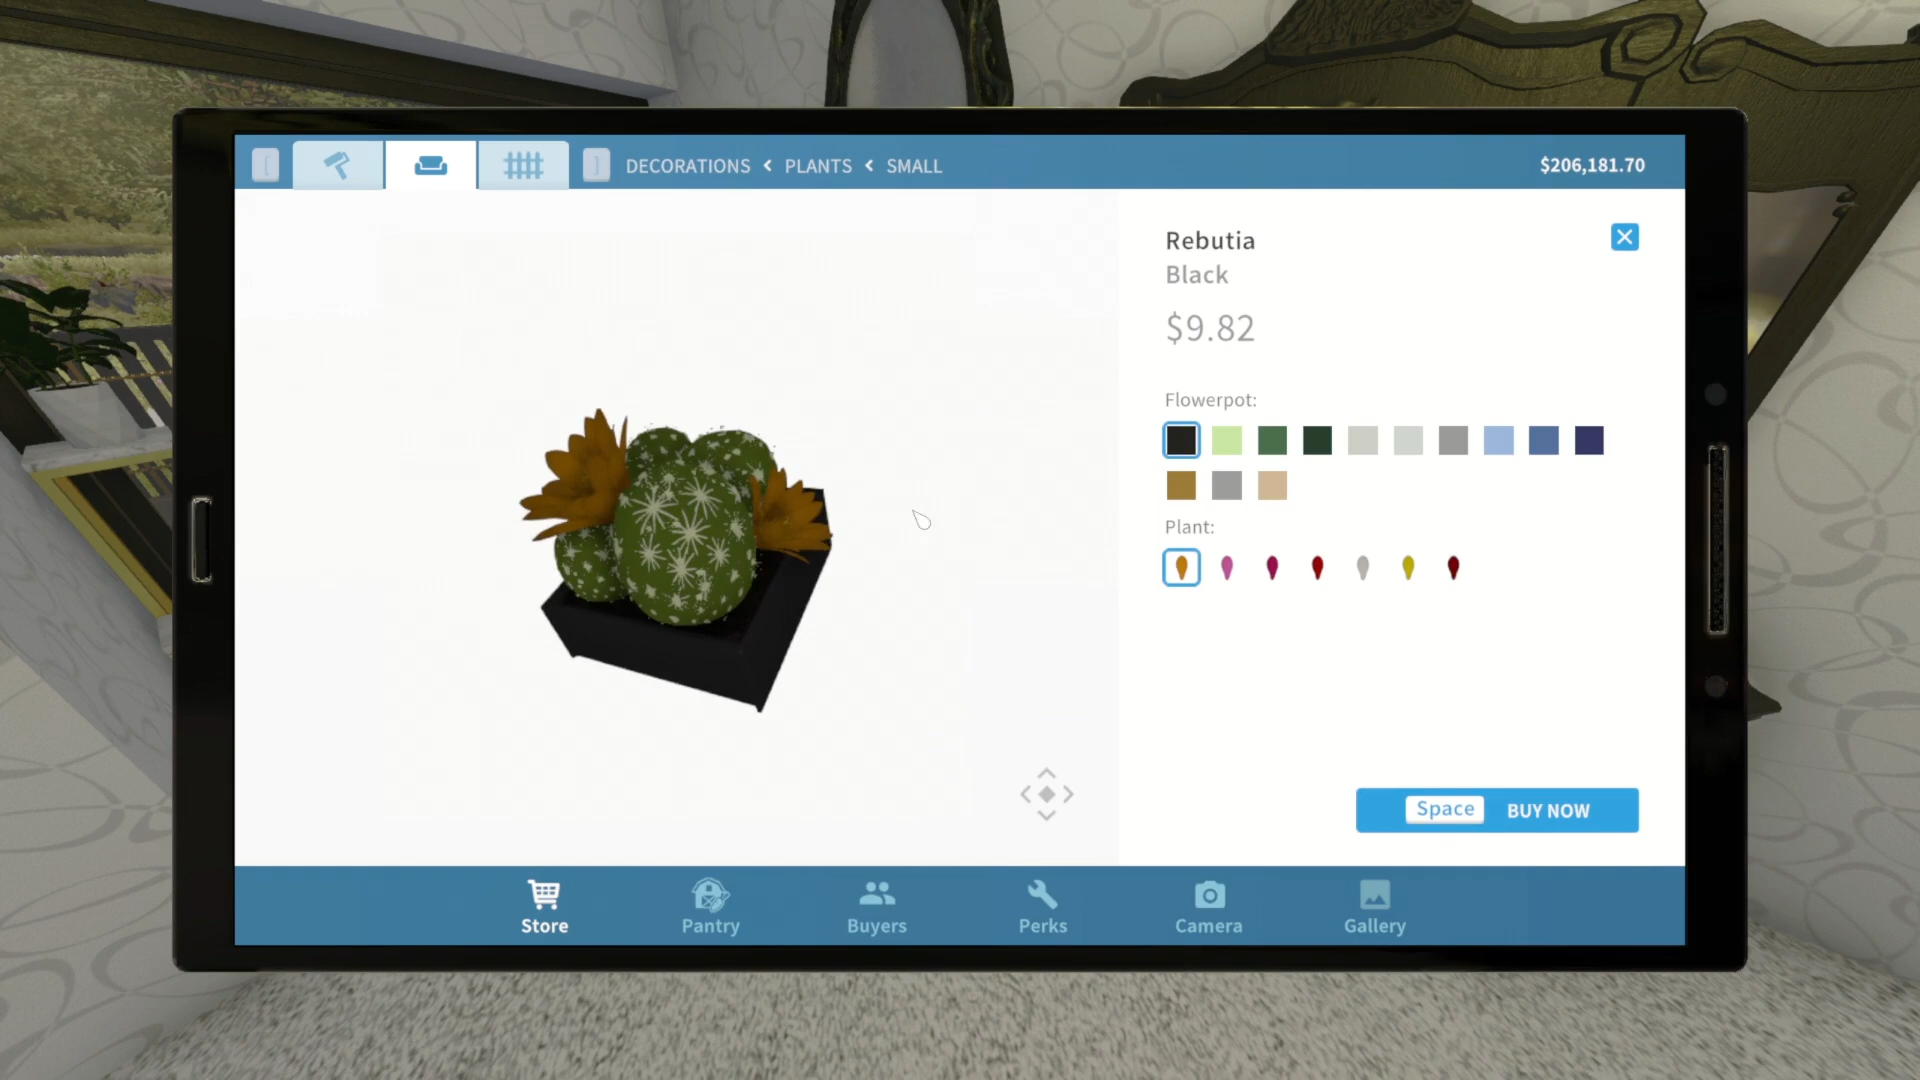 [
]
DECORATIONS < PLANTS < SMALL
$206,181.70
Rebutia
Black
$9.82
Flowerpot:
Plant:
Space BUY NOW
Store
Pantry
Buyers
Perks
Camera
Gallery